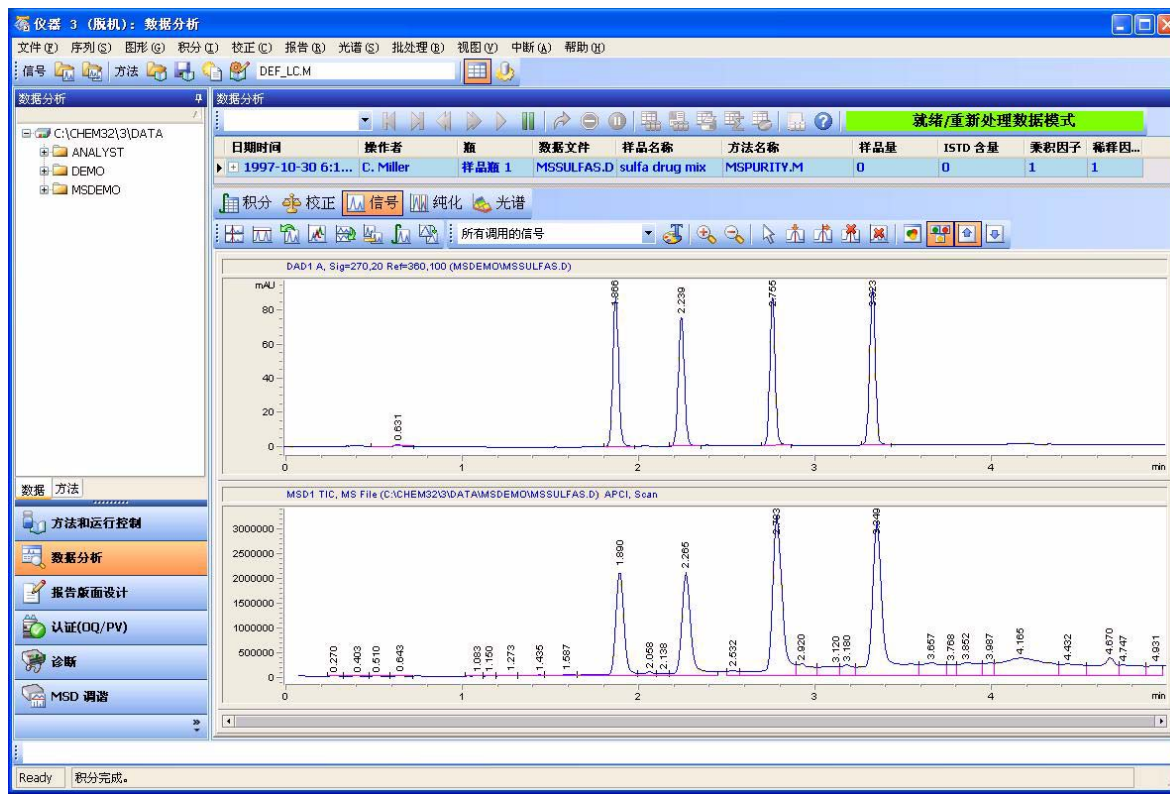 仪器 3 (脱机): 数据分析
文件(F) 序列(S) 图形(G) 积分(I) 校正(C) 报告(R) 光谱(S) 批处理(B) 视图(V) 中断(A) 帮助(H)
信号 方法 DEF_LC.M
数据分析
C:\CHEM32\3\DATA
ANALYST
DEMO
MSDEMO
数据 方法
方法和运行控制
数据分析
报告版面设计
认证(OQ/PV)
诊断
MSD 调谐
数据分析
就绪/重新处理数据模式
日期时间 操作者 瓶 数据文件 样品名称 方法名称 样品量 ISTD 含量 乘积因子 稀释因...
1997-10-30 6:1... C. Miller 样品瓶 1 MSSULFAS.D sulfa drug mix MSPURITY.M 0 0 1 1
积分 校正 信号 纯化 光谱
所有调用的信号
DAD1 A, Sig=270,20 Ref=360,100 (MSDEMO\MSSULFAS.D)
mAU
80
60
40
20
0
0.631 1.866 2.239 2.755 3.323
0 1 2 3 4 min
MSD1 TIC, MS File (C:\CHEM32\3\DATA\MSDEMO\MSSULFAS.D) APCI, Scan
3000000
2500000
2000000
1500000
1000000
500000
0
0.270 0.403 0.510 0.643 1.083 1.150 1.273 1.435 1.587 1.890 2.058 2.138 2.265 2.532 2.783 2.920 3.120 3.180 3.349 3.657 3.768 3.852 3.987 4.165 4.432 4.670 4.747 4.931
0 1 2 3 4 min
Ready 积分完成。